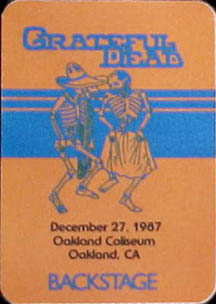 GRATEFUL
DEAD
December 27, 1987
Oakland Coliseum
Oakland, CA
BACKSTAGE